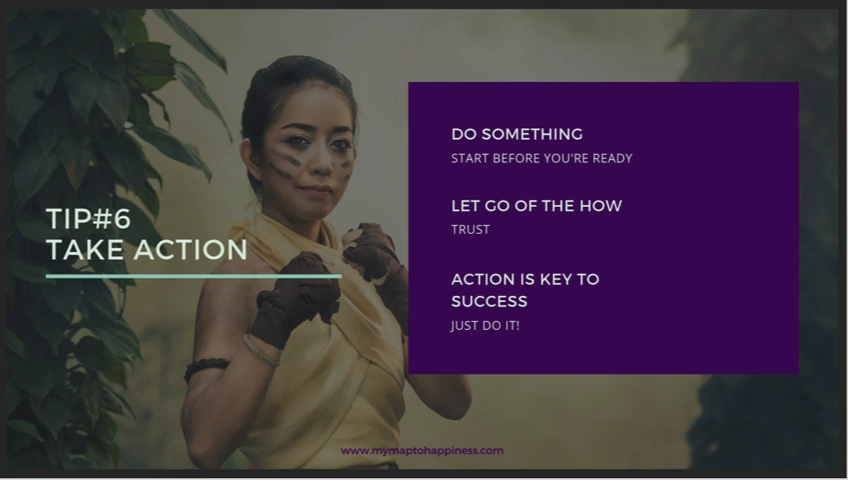 TIP#6
TAKE ACTION
DO SOMETHING
START BEFORE YOU'RE READY
LET GO OF THE HOW
TRUST
ACTION IS KEY TO
SUCCESS
JUST DO IT!
www.mymaptohappiness.com